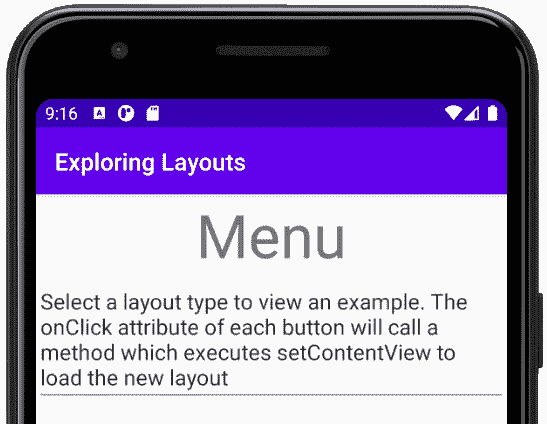 9:16
Exploring Layouts
Menu
Select a layout type to view an example. The
onClick attribute of each button will call a
method which executes setContentView to
load the new layout